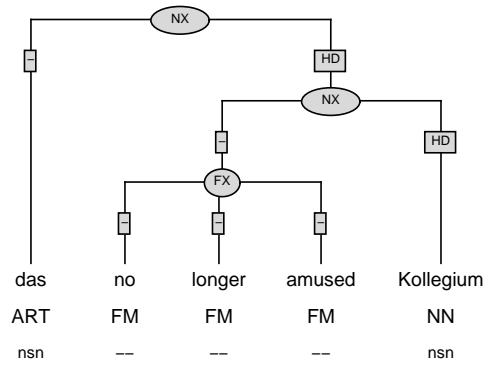 NX
– HD
NX
– HD
FX
– – –
das no longer amused Kollegium
ART FM FM FM NN
nsn –– –– –– nsn